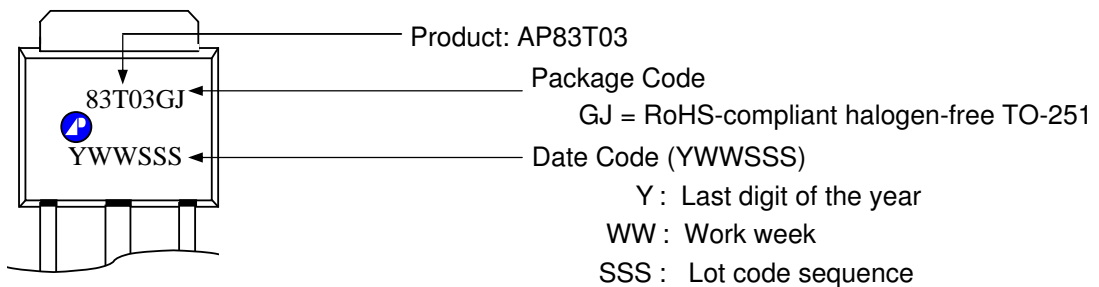 Product: AP83T03
Package Code
83T03GJ
GJ = RoHS-compliant halogen-free TO-251
AP
YWWSSS
Date Code (YWWSSS)
Y : Last digit of the year
WW : Work week
SSS : Lot code sequence